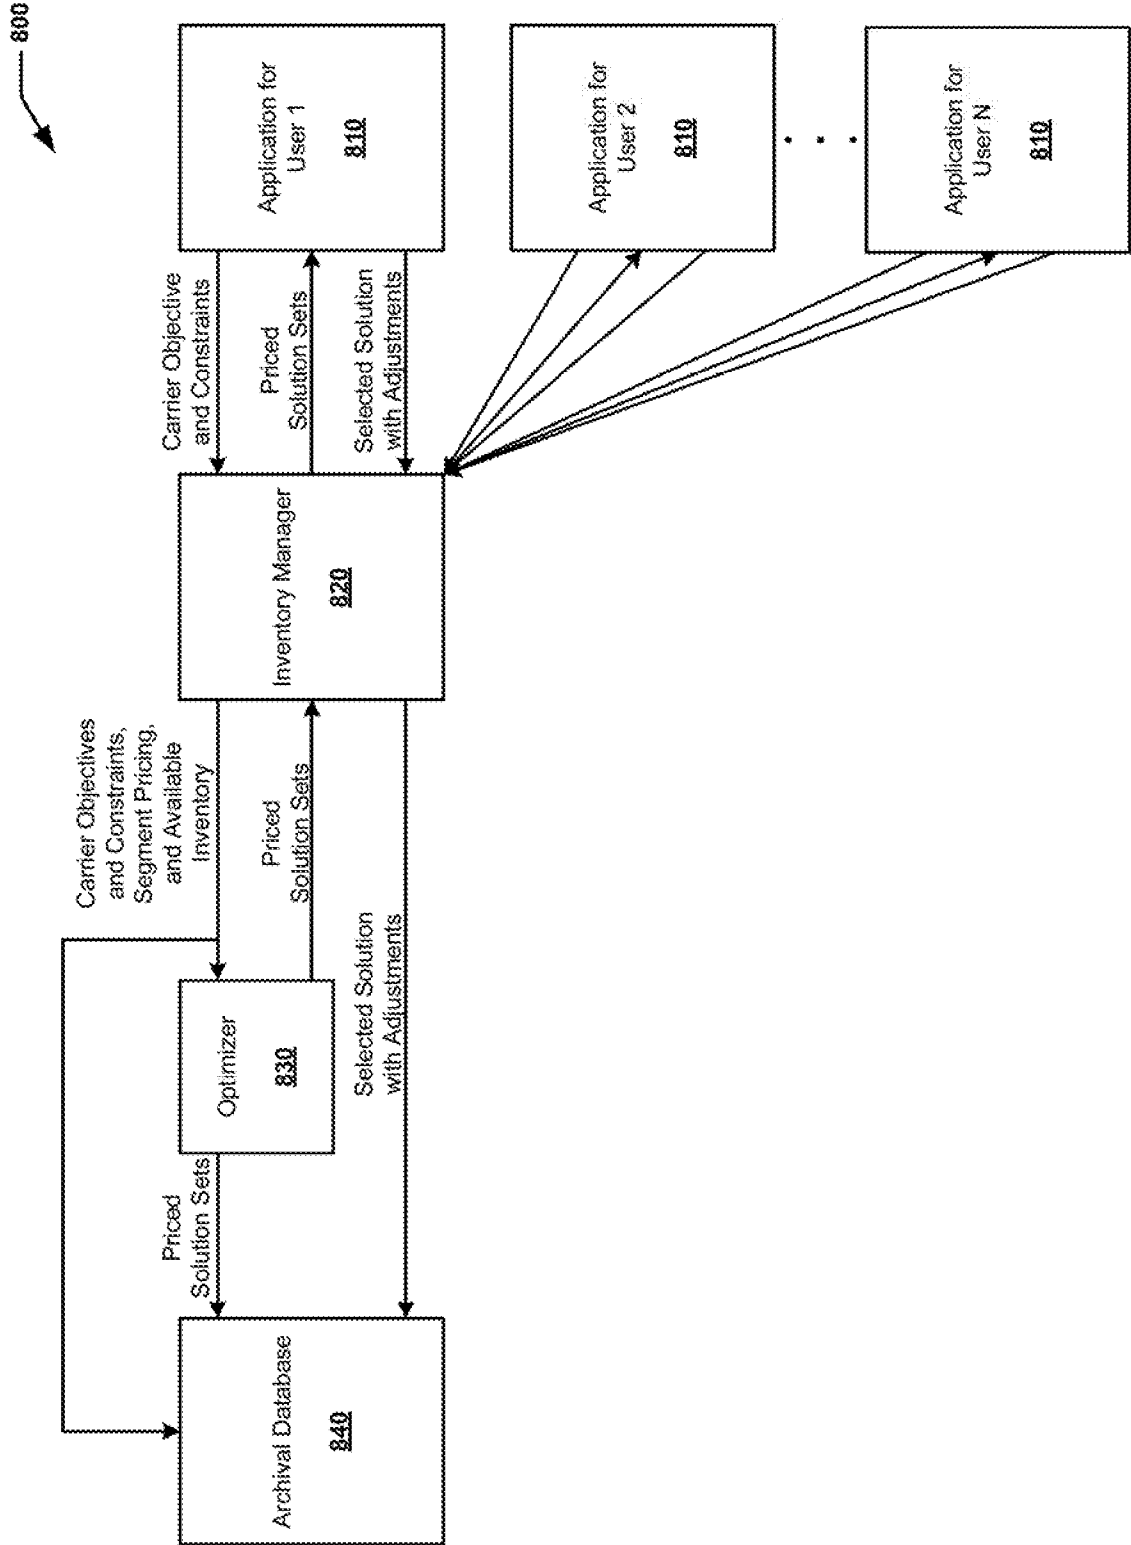 800
Application for
User 1
810
Application for
User 2
810
Application for
User N
810
Carrier Objective
and Constraints
Priced
Solution Sets
Selected Solution
with Adjustments
Inventory Manager
820
Carrier Objectives
and Constraints,
Segment Pricing,
and Available
Inventory
Priced
Solution Sets
Selected Solution
with Adjustments
Optimizer
830
Priced
Solution Sets
Archival Database
840